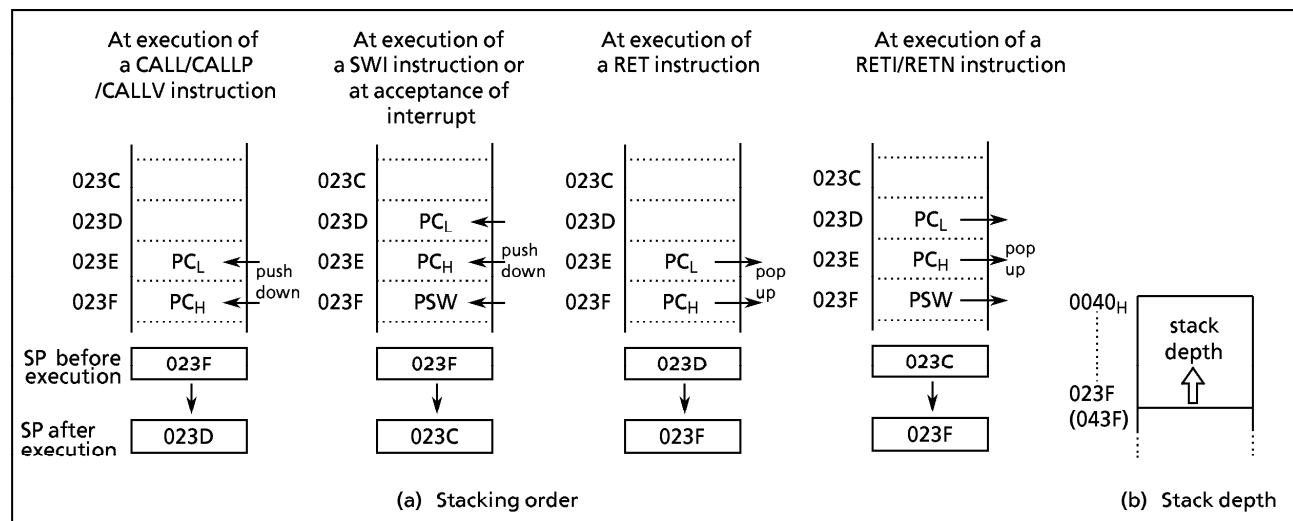 At execution of
a CALL/CALLP
/CALLV instruction
At execution of
a SWI instruction or
at acceptance of
interrupt
At execution of
a RET instruction
At execution of a
RETI/RETN instruction
023C
023D
023E PCL
023F PCH
push
down
023C
023D PCL
023E PCH
023F PSW
push
down
023C
023D
023E PCL
023F PCH
pop
up
023C
023D PCL
023E PCH
023F PSW
pop
up
SP before
execution
023F
023F
023D
023C
SP after
execution
023D
023C
023F
023F
(a) Stacking order
0040H
stack
depth
023F
(043F)
(b) Stack depth